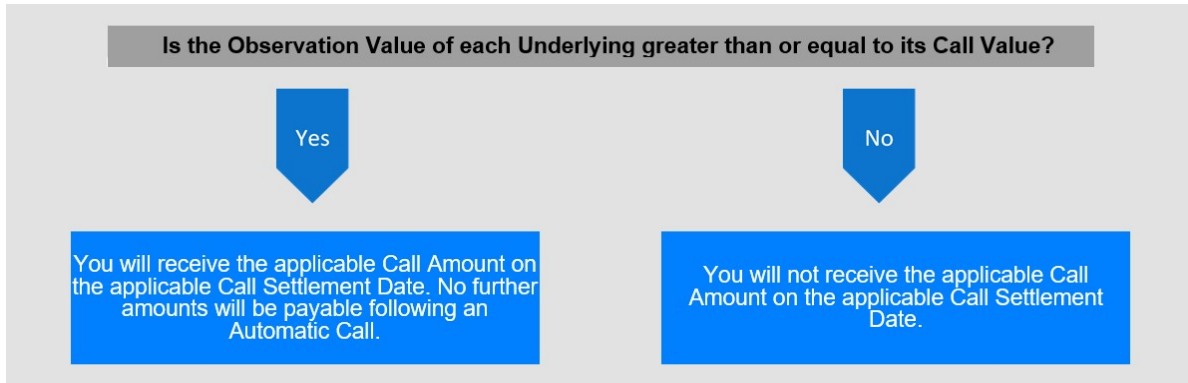 Is the Observation Value of each Underlying greater than or equal to its Call Value?
Yes
No
You will receive the applicable Call Amount on
the applicable Call Settlement Date. No further
amounts will be payable following an
Automatic Call.
You will not receive the applicable Call
Amount on the applicable Call Settlement
Date.